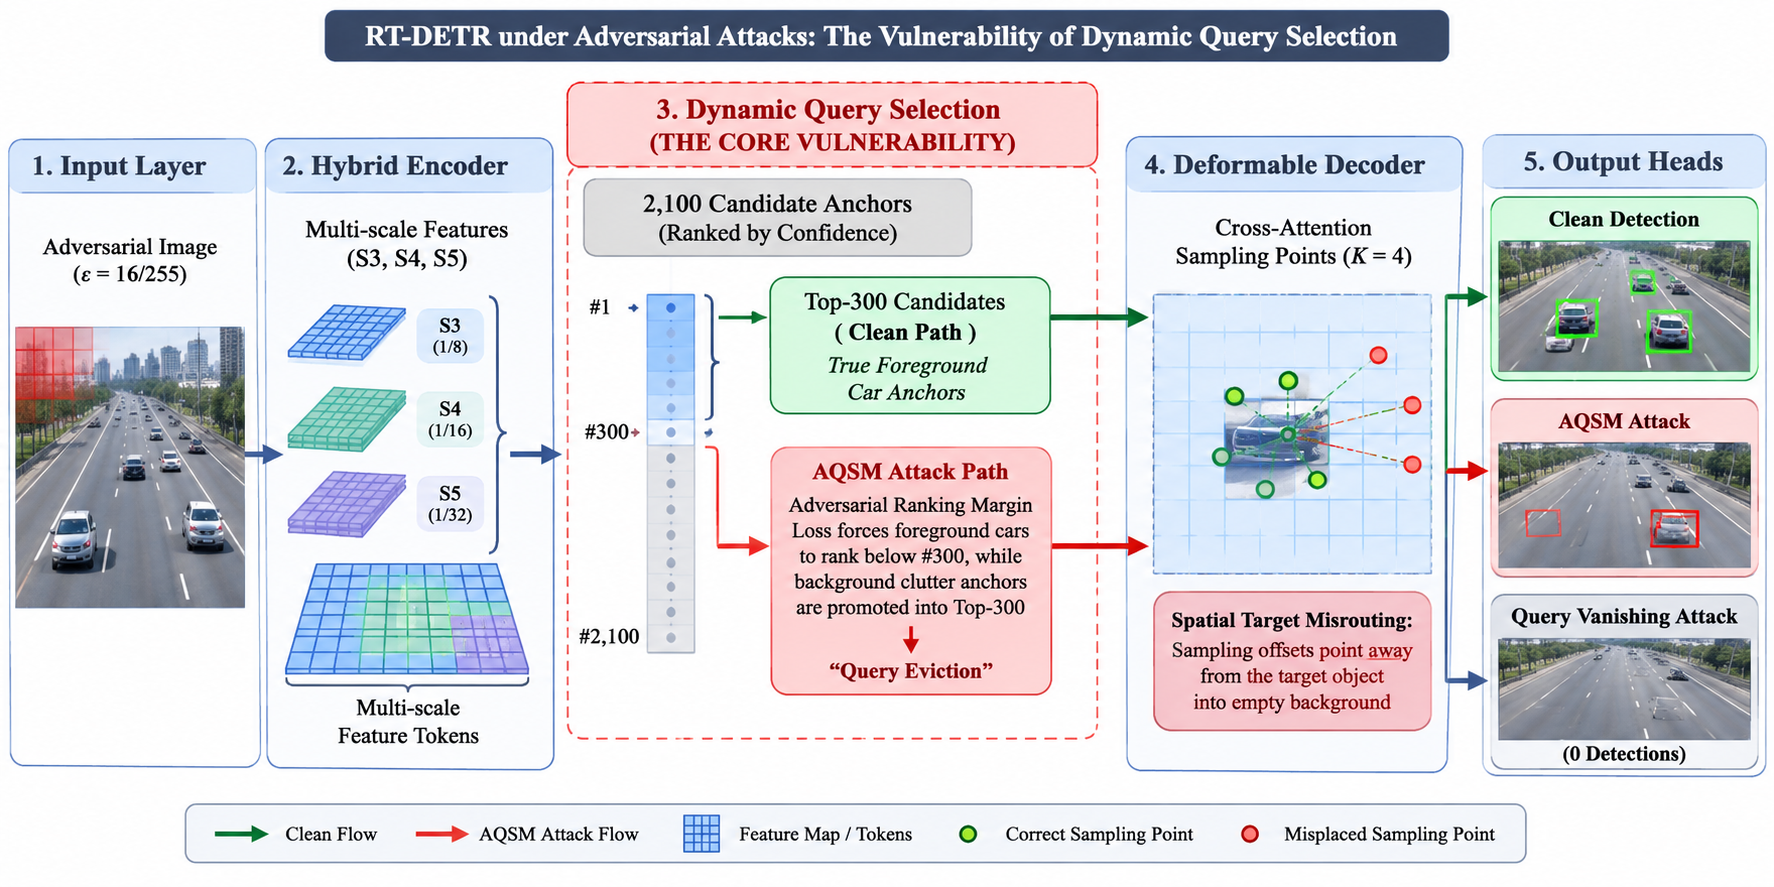 RT-DETR under Adversarial Attacks: The Vulnerability of Dynamic Query Selection
1. Input Layer
Adversarial Image
(ε = 16/255)
2. Hybrid Encoder
Multi-scale Features
(S3, S4, S5)
S3
(1/8)
S4
(1/16)
S5
(1/32)
Multi-scale
Feature Tokens
3. Dynamic Query Selection
(THE CORE VULNERABILITY)
2,100 Candidate Anchors
(Ranked by Confidence)
#1
#300
#2,100
Top-300 Candidates
( Clean Path )
True Foreground
Car Anchors
AQSM Attack Path
Adversarial Ranking Margin
Loss forces foreground cars
to rank below #300, while
background clutter anchors
are promoted into Top-300
“Query Eviction”
4. Deformable Decoder
Cross-Attention
Sampling Points (K = 4)
Spatial Target Misrouting:
Sampling offsets point away
from the target object
into empty background
5. Output Heads
Clean Detection
AQSM Attack
Query Vanishing Attack
(0 Detections)
Clean Flow
AQSM Attack Flow
Feature Map / Tokens
Correct Sampling Point
Misplaced Sampling Point